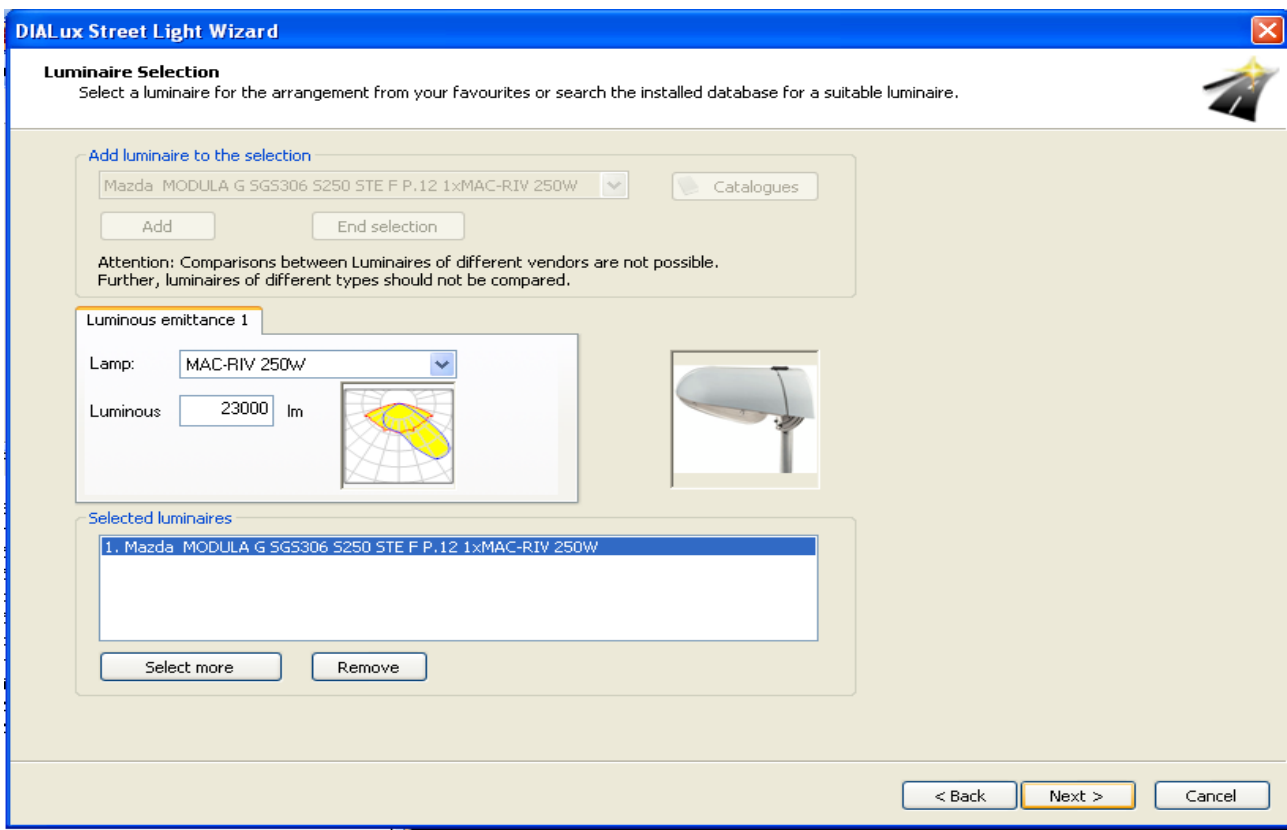 DIALux Street Light Wizard
Luminaire Selection
Select a luminaire for the arrangement from your favourites or search the installed database for a suitable luminaire.
Add luminaire to the selection
Mazda MODULA G SGS306 S250 STE F P.12 1xMAC-RIV 250W
Catalogues
Add
End selection
Attention: Comparisons between Luminaires of different vendors are not possible.
Further, luminaires of different types should not be compared.
Luminous emittance 1
Lamp:
MAC-RIV 250W
Luminous
23000 lm
Selected luminaires
1. Mazda MODULA G SGS306 S250 STE F P.12 1xMAC-RIV 250W
Select more
Remove
< Back
Next >
Cancel